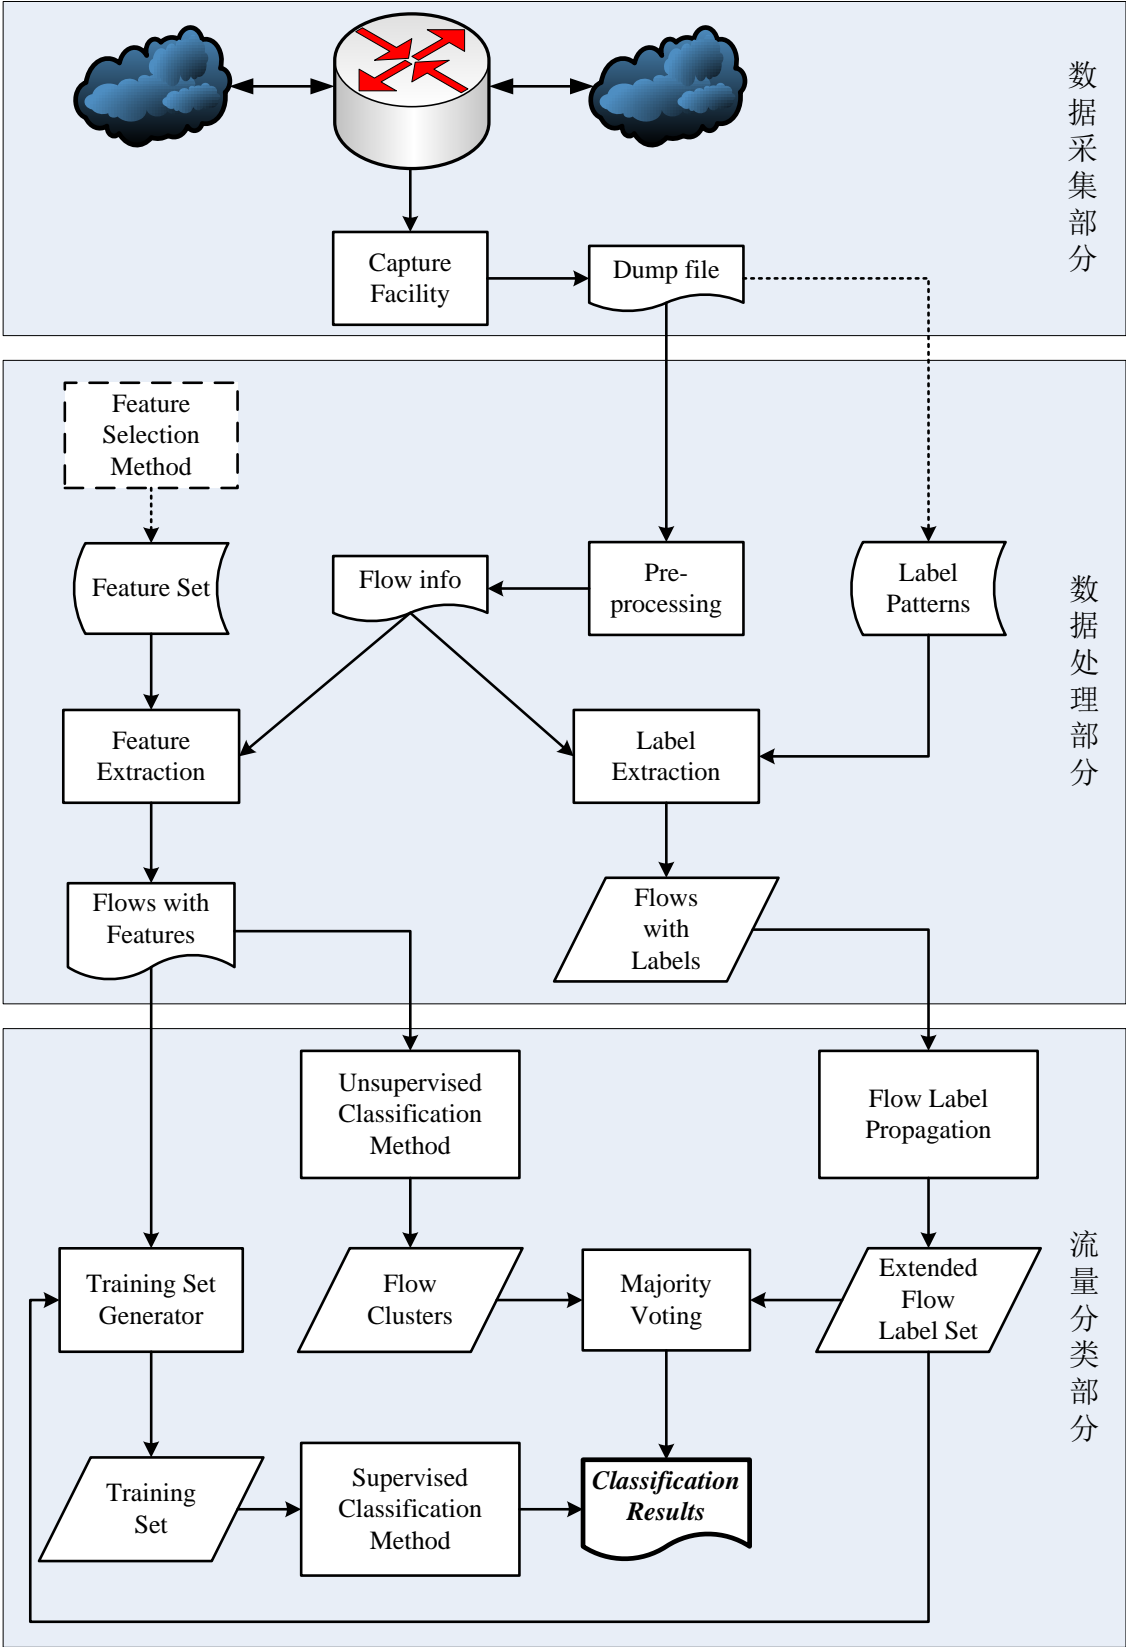 数据采集部分
Capture
Facility
Dump file
Feature
Selection
Method
Feature Set
Flow info
Pre-
processing
Label
Patterns
数据处理部分
Feature
Extraction
Label
Extraction
Flows with
Features
Flows
with
Labels
Unsupervised
Classification
Method
Flow Label
Propagation
流量分类部分
Training Set
Generator
Flow
Clusters
Majority
Voting
Extended
Flow
Label Set
Training
Set
Supervised
Classification
Method
Classification
Results